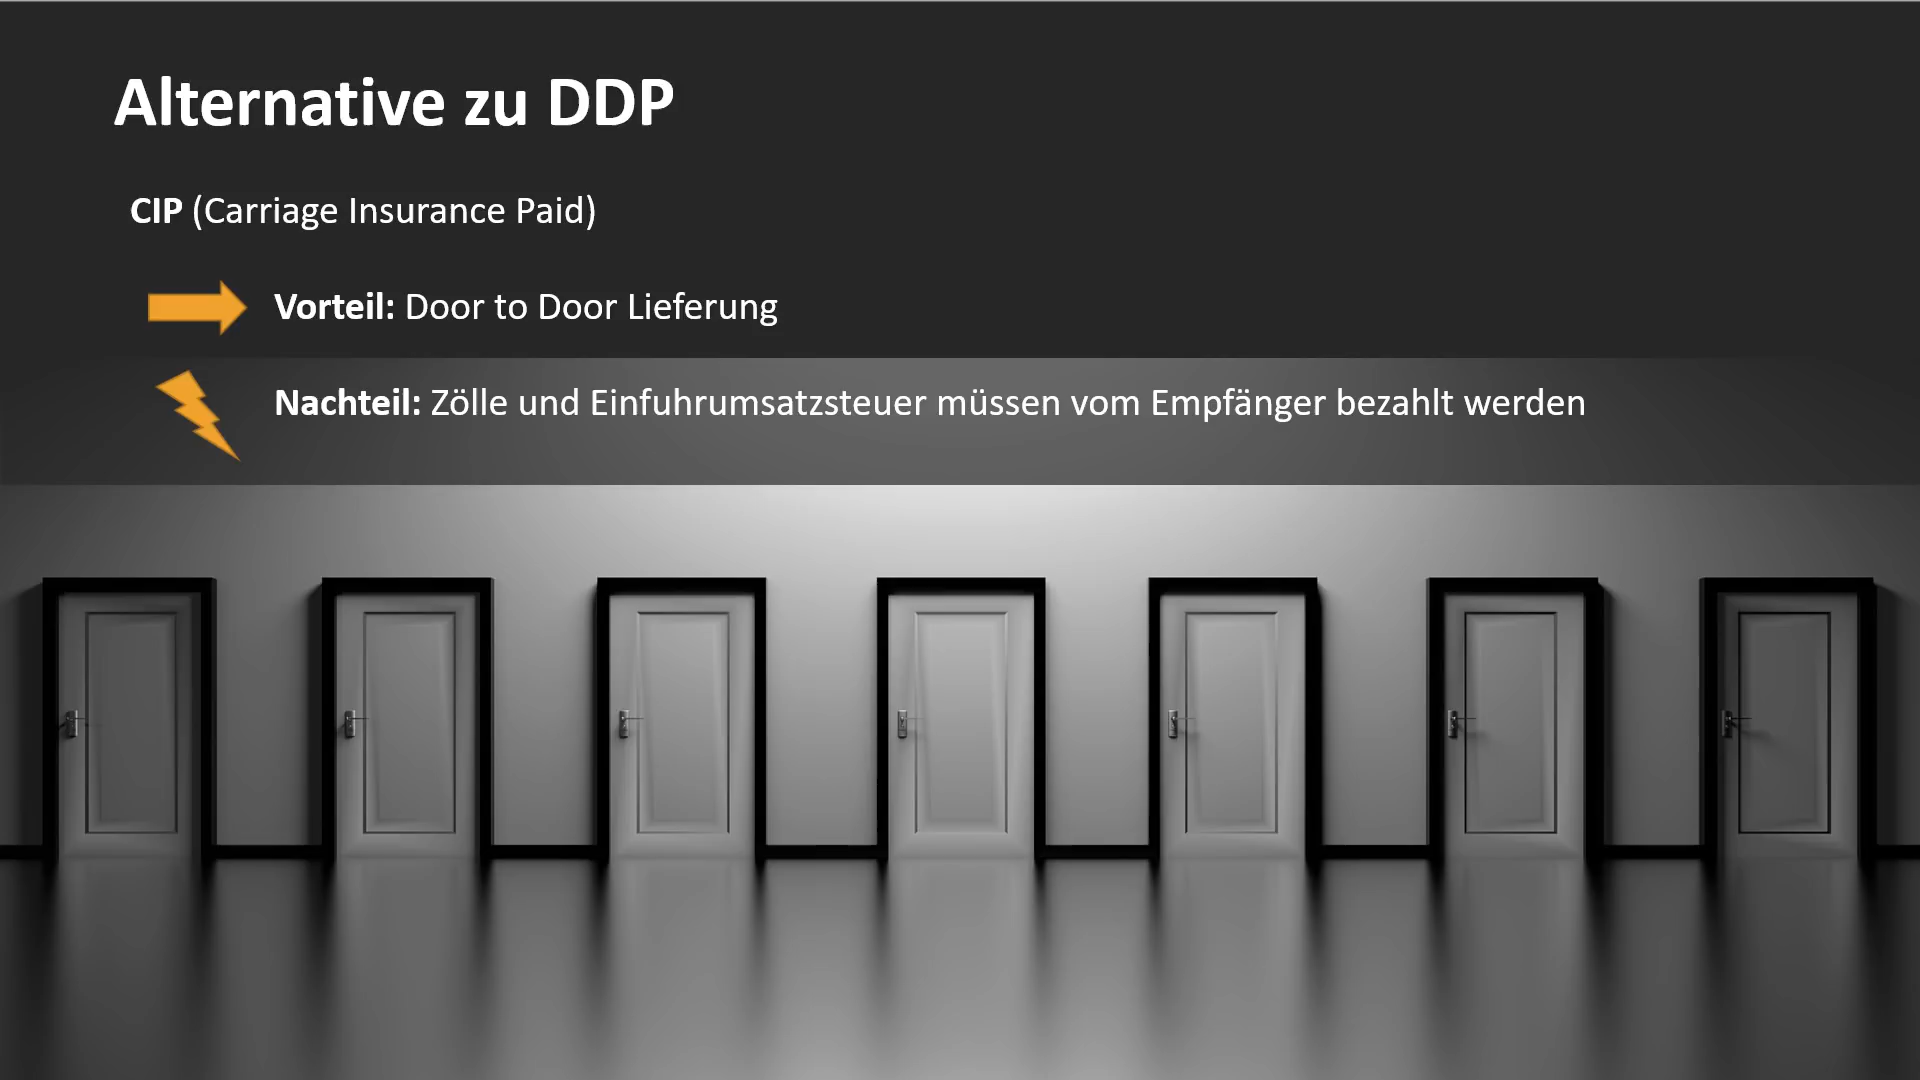 Alternative zu DDP
CIP (Carriage Insurance Paid)
Vorteil: Door to Door Lieferung
Nachteil: Zölle und Einfuhrumsatzsteuer müssen vom Empfänger bezahlt werden